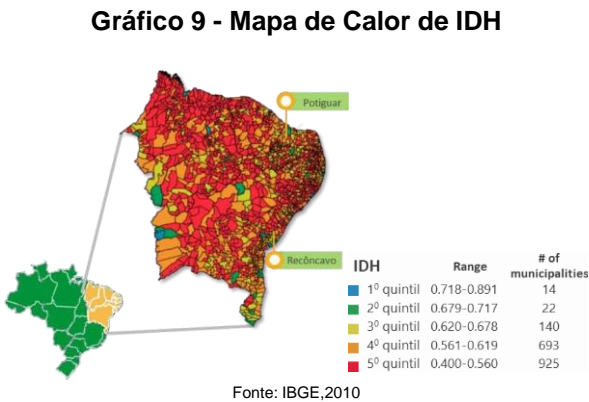 Gráfico 9 - Mapa de Calor de IDH
Potiguar
Recôncavo
IDH Range # of municipalities
1º quintil 0.718-0.891 14
2º quintil 0.679-0.717 22
3º quintil 0.620-0.678 140
4º quintil 0.561-0.619 693
5º quintil 0.400-0.560 925
Fonte: IBGE,2010